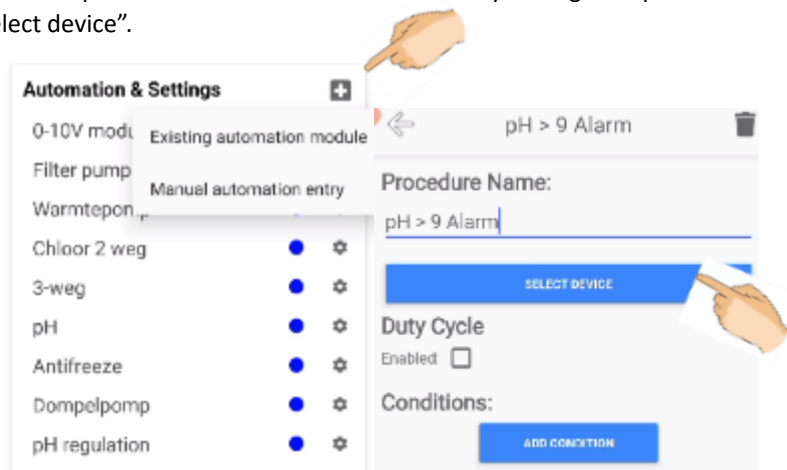 elect device”.
Automation & Settings
0-10V modu
Existing automation module
Filter pump
Manual automation entry
Warmtepomp
Chloor 2 weg
3-weg
pH
Antifreeze
Dompelpomp
pH regulation
pH > 9 Alarm
Procedure Name:
pH > 9 Alarm
SELECT DEVICE
Duty Cycle
Enabled:
Conditions:
ADD CONDITION